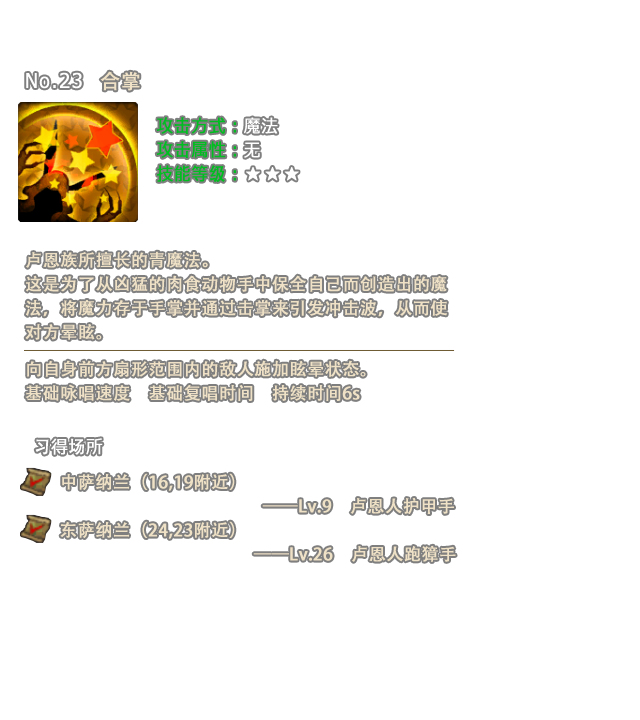 No.23 合掌
攻击方式：魔法
攻击属性：无
技能等级：☆☆☆
卢恩族所擅长的青魔法。
这是为了从凶猛的肉食动物手中保全自己而创造出的魔
法，将魔力存于手掌并通过击掌来引发冲击波，从而使
对方晕眩。
向自身前方扇形范围内的敌人施加眩晕状态。
基础咏唱速度 基础复唱时间 持续时间6s
习得场所
中萨纳兰（16,19附近）
——Lv.9 卢恩人护甲手
东萨纳兰（24,23附近）
——Lv.26 卢恩人跑獐手